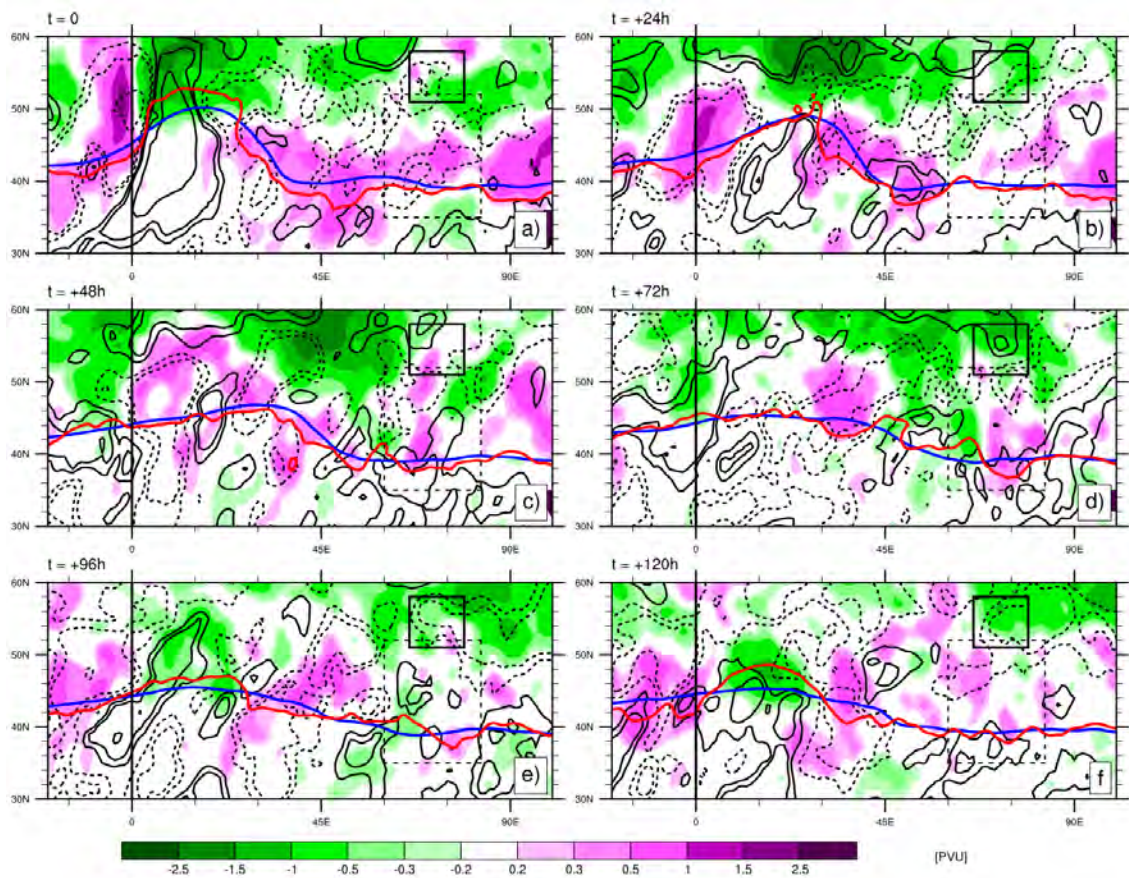 t = 0
t = +24h
60N
50N
40N
30N
0
45E
90E
a)
60N
50N
40N
30N
0
45E
90E
b)
t = +48h
t = +72h
60N
50N
40N
30N
0
45E
90E
c)
60N
50N
40N
30N
0
45E
90E
d)
t = +96h
t = +120h
60N
50N
40N
30N
0
45E
90E
e)
60N
50N
40N
30N
0
45E
90E
f
-2.5 -1.5 -1 -0.5 -0.3 -0.2 0.2 0.3 0.5 1 1.5 2.5
[PVU]